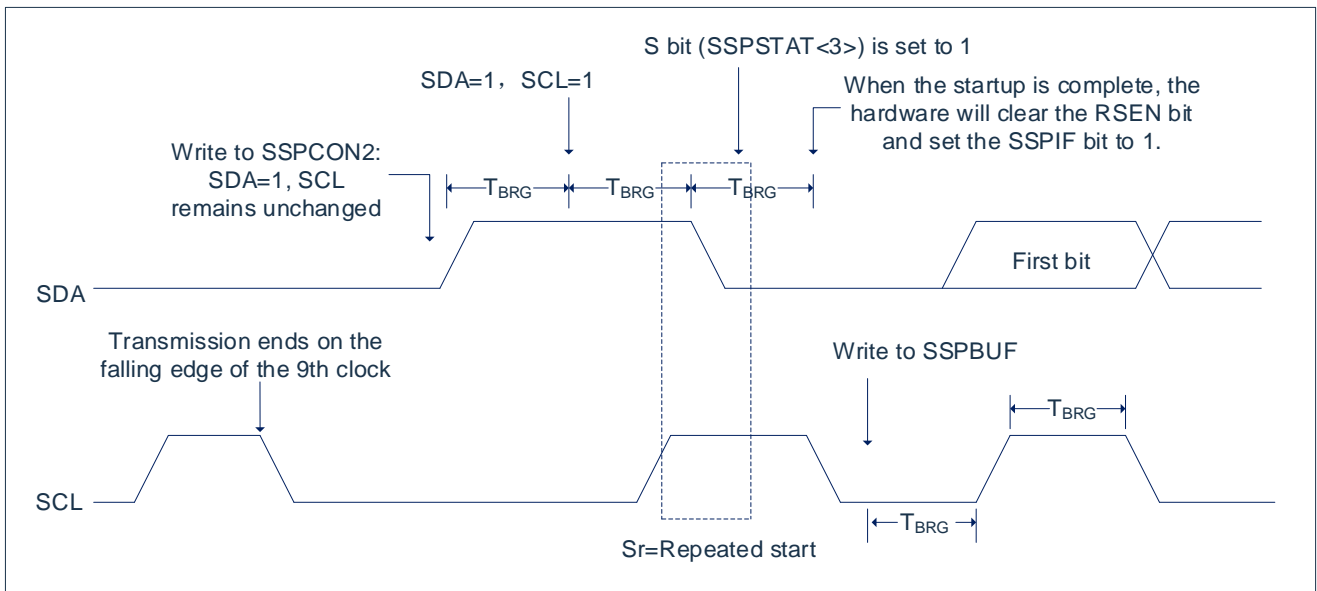 S bit (SSPSTAT<3>) is set to 1
SDA=1, SCL=1
When the startup is complete, the
hardware will clear the RSEN bit
and set the SSPIF bit to 1.
Write to SSPCON2:
SDA=1, SCL
remains unchanged
TBRG
TBRG
TBRG
First bit
SDA
Transmission ends on the
falling edge of the 9th clock
Write to SSPBUF
TBRG
SCL
TBRG
Sr=Repeated start